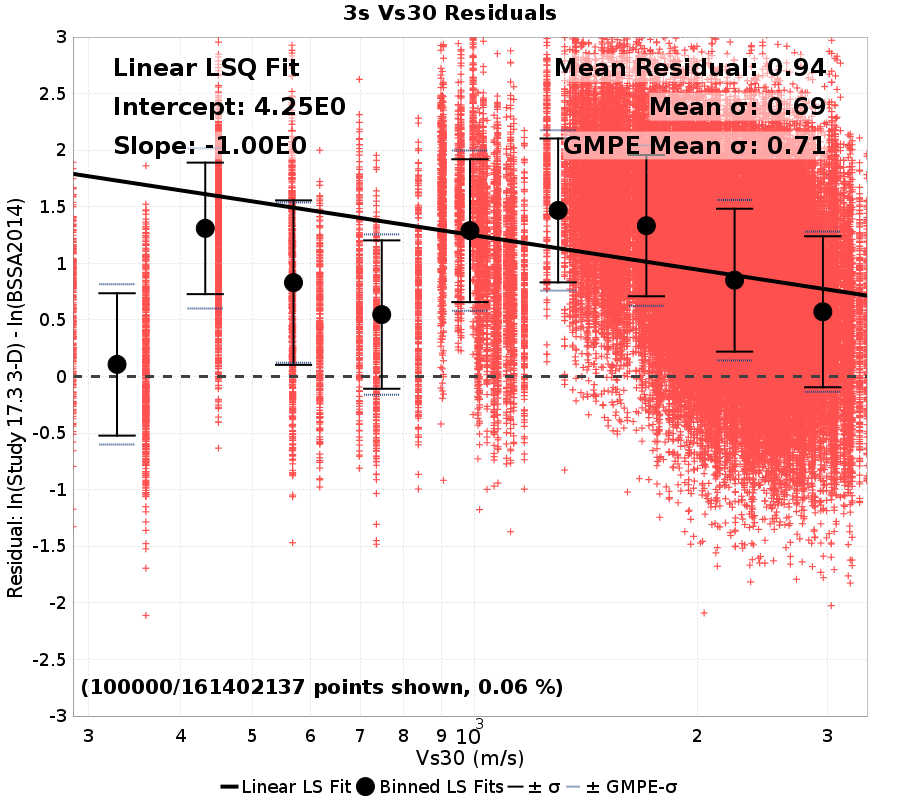 3s Vs30 Residuals
Linear LSQ Fit
Intercept: 4.25E0
Slope: -1.00E0
Mean Residual: 0.94
Mean σ: 0.69
GMPE Mean σ: 0.71
Residual: ln(Study 17.3 3-D) - ln(BSSA2014)
3
2.5
2
1.5
1
0.5
0
-0.5
-1
-1.5
-2
-2.5
-3
(100000/161402137 points shown, 0.06 %)
3 4 5 6 7 8 9 10³ 2 3
Vs30 (m/s)
Linear LS Fit Binned LS Fits ± σ ± GMPE-σ